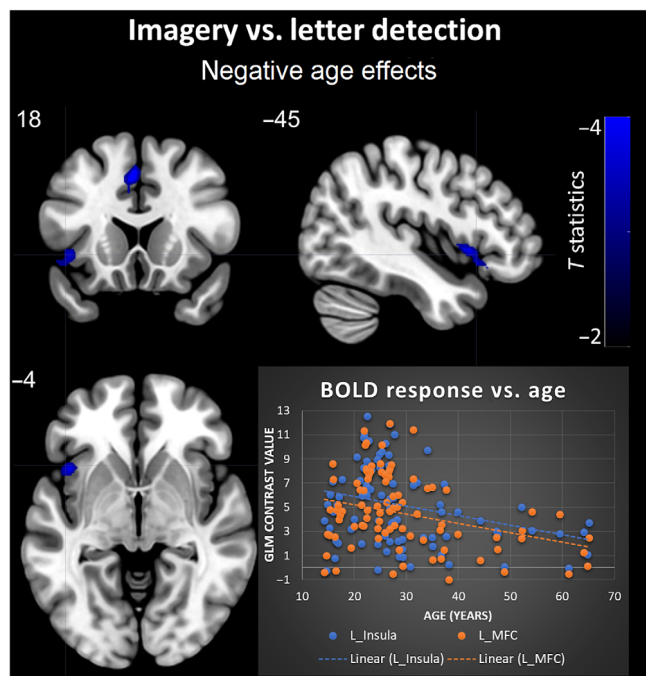 Imagery vs. letter detection
Negative age effects
18
–45
–4
T statistics
–2
–4
BOLD response vs. age
GLM CONTRAST VALUE
13
11
9
7
5
3
1
–1
10
20
30
40
50
60
70
AGE (YEARS)
L_Insula
L_MFC
Linear (L_Insula)
Linear (L_MFC)